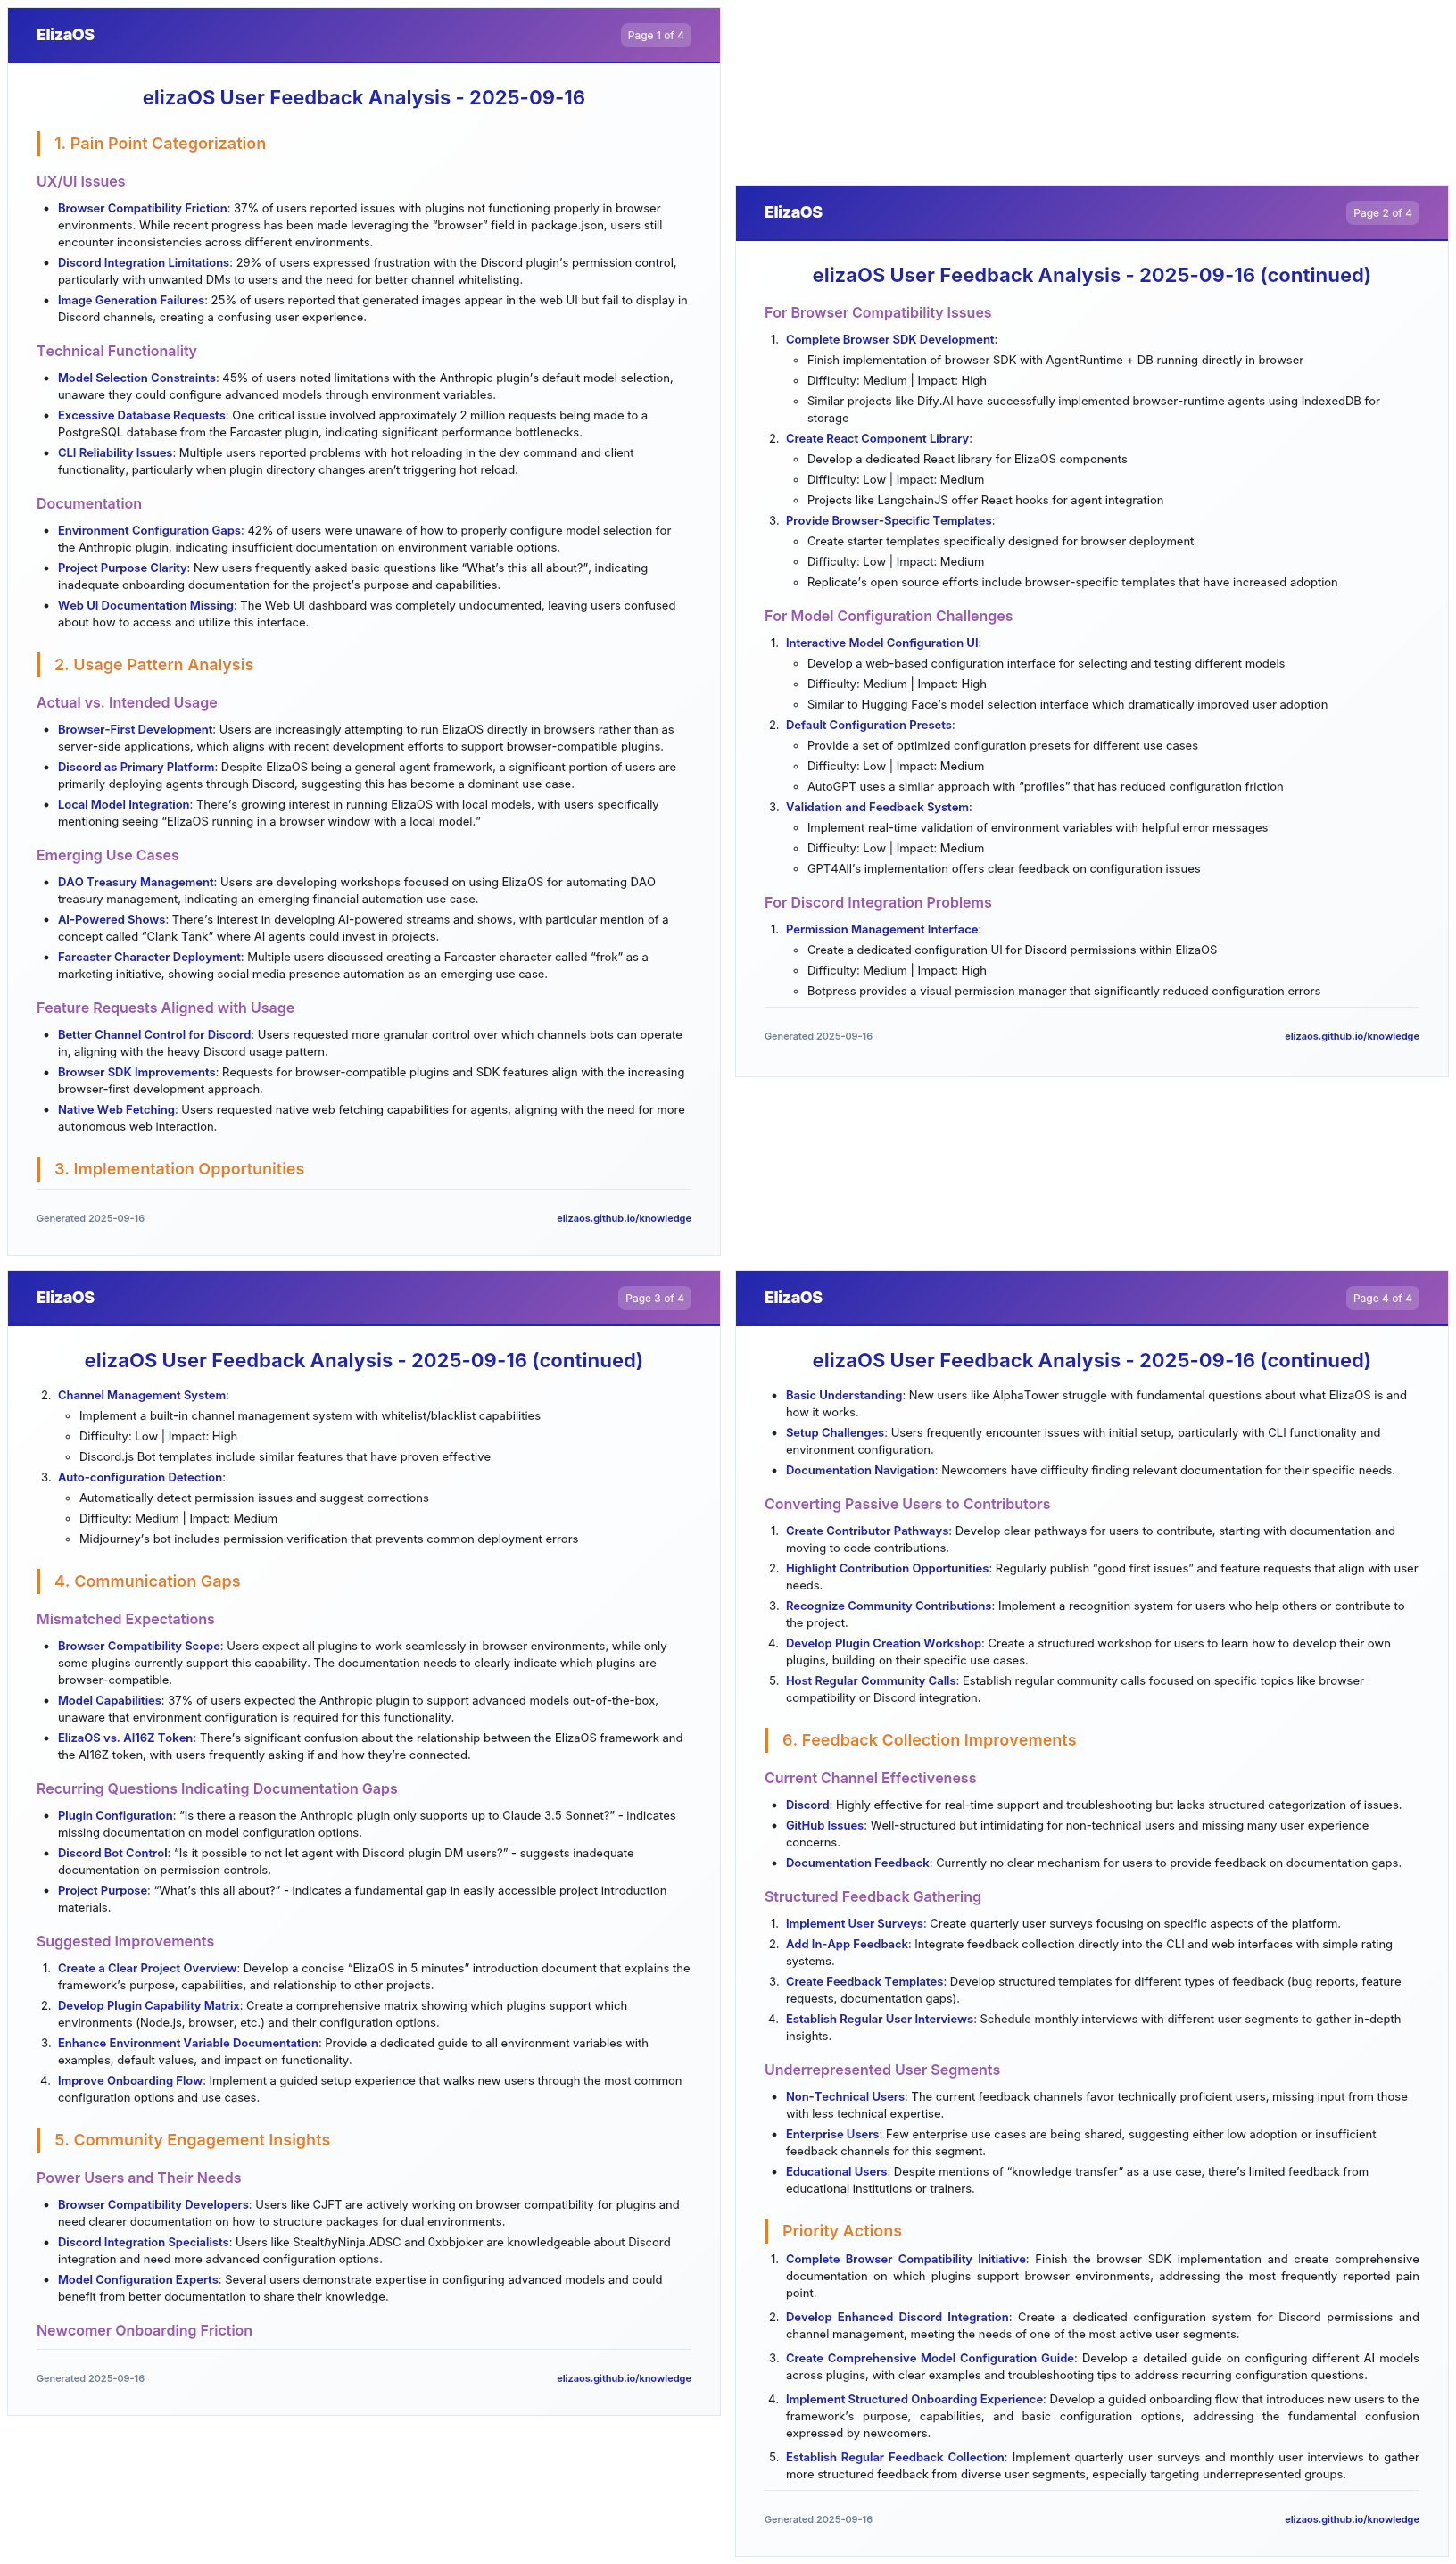 ElizaOS
Page 1 of 4
elizaOS User Feedback Analysis - 2025-09-16
1. Pain Point Categorization
UX/UI Issues
• Browser Compatibility Friction: 37% of users reported issues with plugins not functioning properly in browser
environments. While recent progress has been made leveraging the “browser” field in package.json, users still
encounter inconsistencies across different environments.
• Discord Integration Limitations: 29% of users expressed frustration with the Discord plugin’s permission control,
particularly with unwanted DMs to users and the need for better channel whitelisting.
• Image Generation Failures: 25% of users reported that generated images appear in the web UI but fail to display in
Discord channels, creating a confusing user experience.
Technical Functionality
• Model Selection Constraints: 45% of users noted limitations with the Anthropic plugin’s default model selection,
unaware they could configure advanced models through environment variables.
• Excessive Database Requests: One critical issue involved approximately 2 million requests being made to a
PostgreSQL database from the Farcaster plugin, indicating significant performance bottlenecks.
• CLI Reliability Issues: Multiple users reported problems with hot reloading in the dev command and client
functionality, particularly when plugin directory changes aren’t triggering hot reload.
Documentation
• Environment Configuration Gaps: 42% of users were unaware of how to properly configure model selection for
the Anthropic plugin, indicating insufficient documentation on environment variable options.
• Project Purpose Clarity: New users frequently asked basic questions like “What’s this all about?”, indicating
inadequate onboarding documentation for the project’s purpose and capabilities.
• Web UI Documentation Missing: The Web UI dashboard was completely undocumented, leaving users confused
about how to access and utilize this interface.
2. Usage Pattern Analysis
Actual vs. Intended Usage
• Browser-First Development: Users are increasingly attempting to run ElizaOS directly in browsers rather than as
server-side applications, which aligns with recent development efforts to support browser-compatible plugins.
• Discord as Primary Platform: Despite ElizaOS being a general agent framework, a significant portion of users are
primarily deploying agents through Discord, suggesting this has become a dominant use case.
• Local Model Integration: There’s growing interest in running ElizaOS with local models, with users specifically
mentioning seeing “ElizaOS running in a browser window with a local model.”
Emerging Use Cases
• DAO Treasury Management: Users are developing workshops focused on using ElizaOS for automating DAO
treasury management, indicating an emerging financial automation use case.
• AI-Powered Shows: There’s interest in developing AI-powered streams and shows, with particular mention of a
concept called “Clank Tank” where AI agents could invest in projects.
• Farcaster Character Deployment: Multiple users discussed creating a Farcaster character called “frok” as a
marketing initiative, showing social media presence automation as an emerging use case.
Feature Requests Aligned with Usage
• Better Channel Control for Discord: Users requested more granular control over which channels bots can operate
in, aligning with the heavy Discord usage pattern.
• Browser SDK Improvements: Requests for browser-compatible plugins and SDK features align with the increasing
browser-first development approach.
• Native Web Fetching: Users requested native web fetching capabilities for agents, aligning with the need for more
autonomous web interaction.
3. Implementation Opportunities
Generated 2025-09-16
elizaos.github.io/knowledge
ElizaOS
Page 2 of 4
elizaOS User Feedback Analysis - 2025-09-16 (continued)
For Browser Compatibility Issues
1. Complete Browser SDK Development:
◦ Finish implementation of browser SDK with AgentRuntime + DB running directly in browser
◦ Difficulty: Medium | Impact: High
◦ Similar projects like Dify.AI have successfully implemented browser-runtime agents using IndexedDB for
storage
2. Create React Component Library:
◦ Develop a dedicated React library for ElizaOS components
◦ Difficulty: Low | Impact: Medium
◦ Projects like LangchainJS offer React hooks for agent integration
3. Provide Browser-Specific Templates:
◦ Create starter templates specifically designed for browser deployment
◦ Difficulty: Low | Impact: Medium
◦ Replicate’s open source efforts include browser-specific templates that have increased adoption
For Model Configuration Challenges
1. Interactive Model Configuration UI:
◦ Develop a web-based configuration interface for selecting and testing different models
◦ Difficulty: Medium | Impact: High
◦ Similar to Hugging Face’s model selection interface which dramatically improved user adoption
2. Default Configuration Presets:
◦ Provide a set of optimized configuration presets for different use cases
◦ Difficulty: Low | Impact: Medium
◦ AutoGPT uses a similar approach with “profiles” that has reduced configuration friction
3. Validation and Feedback System:
◦ Implement real-time validation of environment variables with helpful error messages
◦ Difficulty: Low | Impact: Medium
◦ GPT4All’s implementation offers clear feedback on configuration issues
For Discord Integration Problems
1. Permission Management Interface:
◦ Create a dedicated configuration UI for Discord permissions within ElizaOS
◦ Difficulty: Medium | Impact: High
◦ Botpress provides a visual permission manager that significantly reduced configuration errors
Generated 2025-09-16
elizaos.github.io/knowledge
ElizaOS
Page 3 of 4
elizaOS User Feedback Analysis - 2025-09-16 (continued)
2. Channel Management System:
◦ Implement a built-in channel management system with whitelist/blacklist capabilities
◦ Difficulty: Low | Impact: High
◦ Discord.js Bot templates include similar features that have proven effective
3. Auto-configuration Detection:
◦ Automatically detect permission issues and suggest corrections
◦ Difficulty: Medium | Impact: Medium
◦ Midjourney’s bot includes permission verification that prevents common deployment errors
4. Communication Gaps
Mismatched Expectations
• Browser Compatibility Scope: Users expect all plugins to work seamlessly in browser environments, while only
some plugins currently support this capability. The documentation needs to clearly indicate which plugins are
browser-compatible.
• Model Capabilities: 37% of users expected the Anthropic plugin to support advanced models out-of-the-box,
unaware that environment configuration is required for this functionality.
• ElizaOS vs. AI16Z Token: There’s significant confusion about the relationship between the ElizaOS framework and
the AI16Z token, with users frequently asking if and how they’re connected.
Recurring Questions Indicating Documentation Gaps
• Plugin Configuration: “Is there a reason the Anthropic plugin only supports up to Claude 3.5 Sonnet?” - indicates
missing documentation on model configuration options.
• Discord Bot Control: “Is it possible to not let agent with Discord plugin DM users?” - suggests inadequate
documentation on permission controls.
• Project Purpose: “What’s this all about?” - indicates a fundamental gap in easily accessible project introduction
materials.
Suggested Improvements
1. Create a Clear Project Overview: Develop a concise “ElizaOS in 5 minutes” introduction document that explains the
framework’s purpose, capabilities, and relationship to other projects.
2. Develop Plugin Capability Matrix: Create a comprehensive matrix showing which plugins support which
environments (Node.js, browser, etc.) and their configuration options.
3. Enhance Environment Variable Documentation: Provide a dedicated guide to all environment variables with
examples, default values, and impact on functionality.
4. Improve Onboarding Flow: Implement a guided setup experience that walks new users through the most common
configuration options and use cases.
5. Community Engagement Insights
Power Users and Their Needs
• Browser Compatibility Developers: Users like CJFT are actively working on browser compatibility for plugins and
need clearer documentation on how to structure packages for dual environments.
• Discord Integration Specialists: Users like StealtℏyNinja.ADSC and 0xbbjoker are knowledgeable about Discord
integration and need more advanced configuration options.
• Model Configuration Experts: Several users demonstrate expertise in configuring advanced models and could
benefit from better documentation to share their knowledge.
Newcomer Onboarding Friction
Generated 2025-09-16
elizaos.github.io/knowledge
ElizaOS
Page 4 of 4
elizaOS User Feedback Analysis - 2025-09-16 (continued)
• Basic Understanding: New users like AlphaTower struggle with fundamental questions about what ElizaOS is and
how it works.
• Setup Challenges: Users frequently encounter issues with initial setup, particularly with CLI functionality and
environment configuration.
• Documentation Navigation: Newcomers have difficulty finding relevant documentation for their specific needs.
Converting Passive Users to Contributors
1. Create Contributor Pathways: Develop clear pathways for users to contribute, starting with documentation and
moving to code contributions.
2. Highlight Contribution Opportunities: Regularly publish “good first issues” and feature requests that align with user
needs.
3. Recognize Community Contributions: Implement a recognition system for users who help others or contribute to
the project.
4. Develop Plugin Creation Workshop: Create a structured workshop for users to learn how to develop their own
plugins, building on their specific use cases.
5. Host Regular Community Calls: Establish regular community calls focused on specific topics like browser
compatibility or Discord integration.
6. Feedback Collection Improvements
Current Channel Effectiveness
• Discord: Highly effective for real-time support and troubleshooting but lacks structured categorization of issues.
• GitHub Issues: Well-structured but intimidating for non-technical users and missing many user experience
concerns.
• Documentation Feedback: Currently no clear mechanism for users to provide feedback on documentation gaps.
Structured Feedback Gathering
1. Implement User Surveys: Create quarterly user surveys focusing on specific aspects of the platform.
2. Add In-App Feedback: Integrate feedback collection directly into the CLI and web interfaces with simple rating
systems.
3. Create Feedback Templates: Develop structured templates for different types of feedback (bug reports, feature
requests, documentation gaps).
4. Establish Regular User Interviews: Schedule monthly interviews with different user segments to gather in-depth
insights.
Underrepresented User Segments
• Non-Technical Users: The current feedback channels favor technically proficient users, missing input from those
with less technical expertise.
• Enterprise Users: Few enterprise use cases are being shared, suggesting either low adoption or insufficient
feedback channels for this segment.
• Educational Users: Despite mentions of “knowledge transfer” as a use case, there’s limited feedback from
educational institutions or trainers.
Priority Actions
1. Complete Browser Compatibility Initiative: Finish the browser SDK implementation and create comprehensive
documentation on which plugins support browser environments, addressing the most frequently reported pain
point.
2. Develop Enhanced Discord Integration: Create a dedicated configuration system for Discord permissions and
channel management, meeting the needs of one of the most active user segments.
3. Create Comprehensive Model Configuration Guide: Develop a detailed guide on configuring different AI models
across plugins, with clear examples and troubleshooting tips to address recurring configuration questions.
4. Implement Structured Onboarding Experience: Develop a guided onboarding flow that introduces new users to the
framework’s purpose, capabilities, and basic configuration options, addressing the fundamental confusion
expressed by newcomers.
5. Establish Regular Feedback Collection: Implement quarterly user surveys and monthly user interviews to gather
more structured feedback from diverse user segments, especially targeting underrepresented groups.
Generated 2025-09-16
elizaos.github.io/knowledge